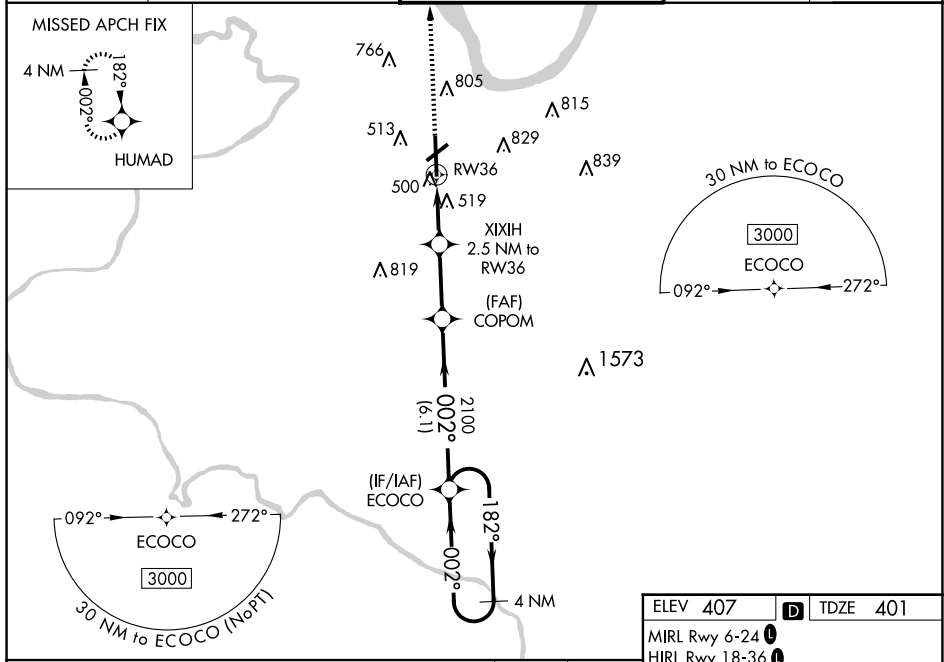 MISSED APCH FIX
4 NM
182°
002°
HUMAD
766
805
815
513
829
839
RW36
500
519
XIXIH
2.5 NM to
RW36
819
(FAF)
COPOM
30 NM to ECOCO
3000
ECOCO
092°
272°
1573
2100
002°
(6.1)
(IF/IAF)
ECOCO
182°
002°
4 NM
092°
272°
ECOCO
3000
30 NM to ECOCO (NoPT)
ELEV 407 D TDZE 401
MIRL Rwy 6-24 L
HIRL Rwy 18-36 L